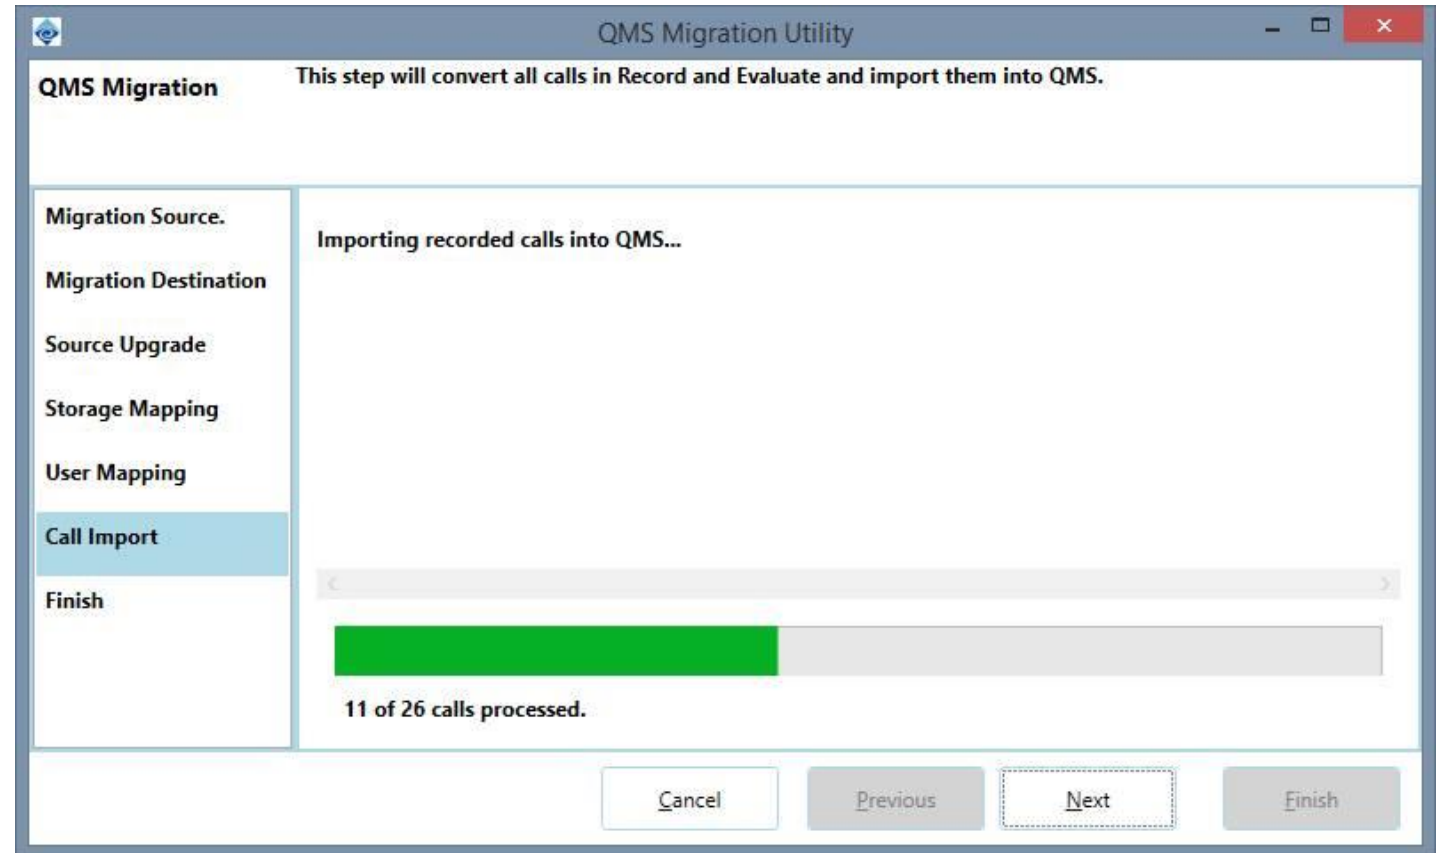 QMS Migration Utility
QMS Migration
This step will convert all calls in Record and Evaluate and import them into QMS.
Migration Source.
Migration Destination
Source Upgrade
Storage Mapping
User Mapping
Call Import
Finish
Importing recorded calls into QMS...
11 of 26 calls processed.
Cancel
Previous
Next
Finish